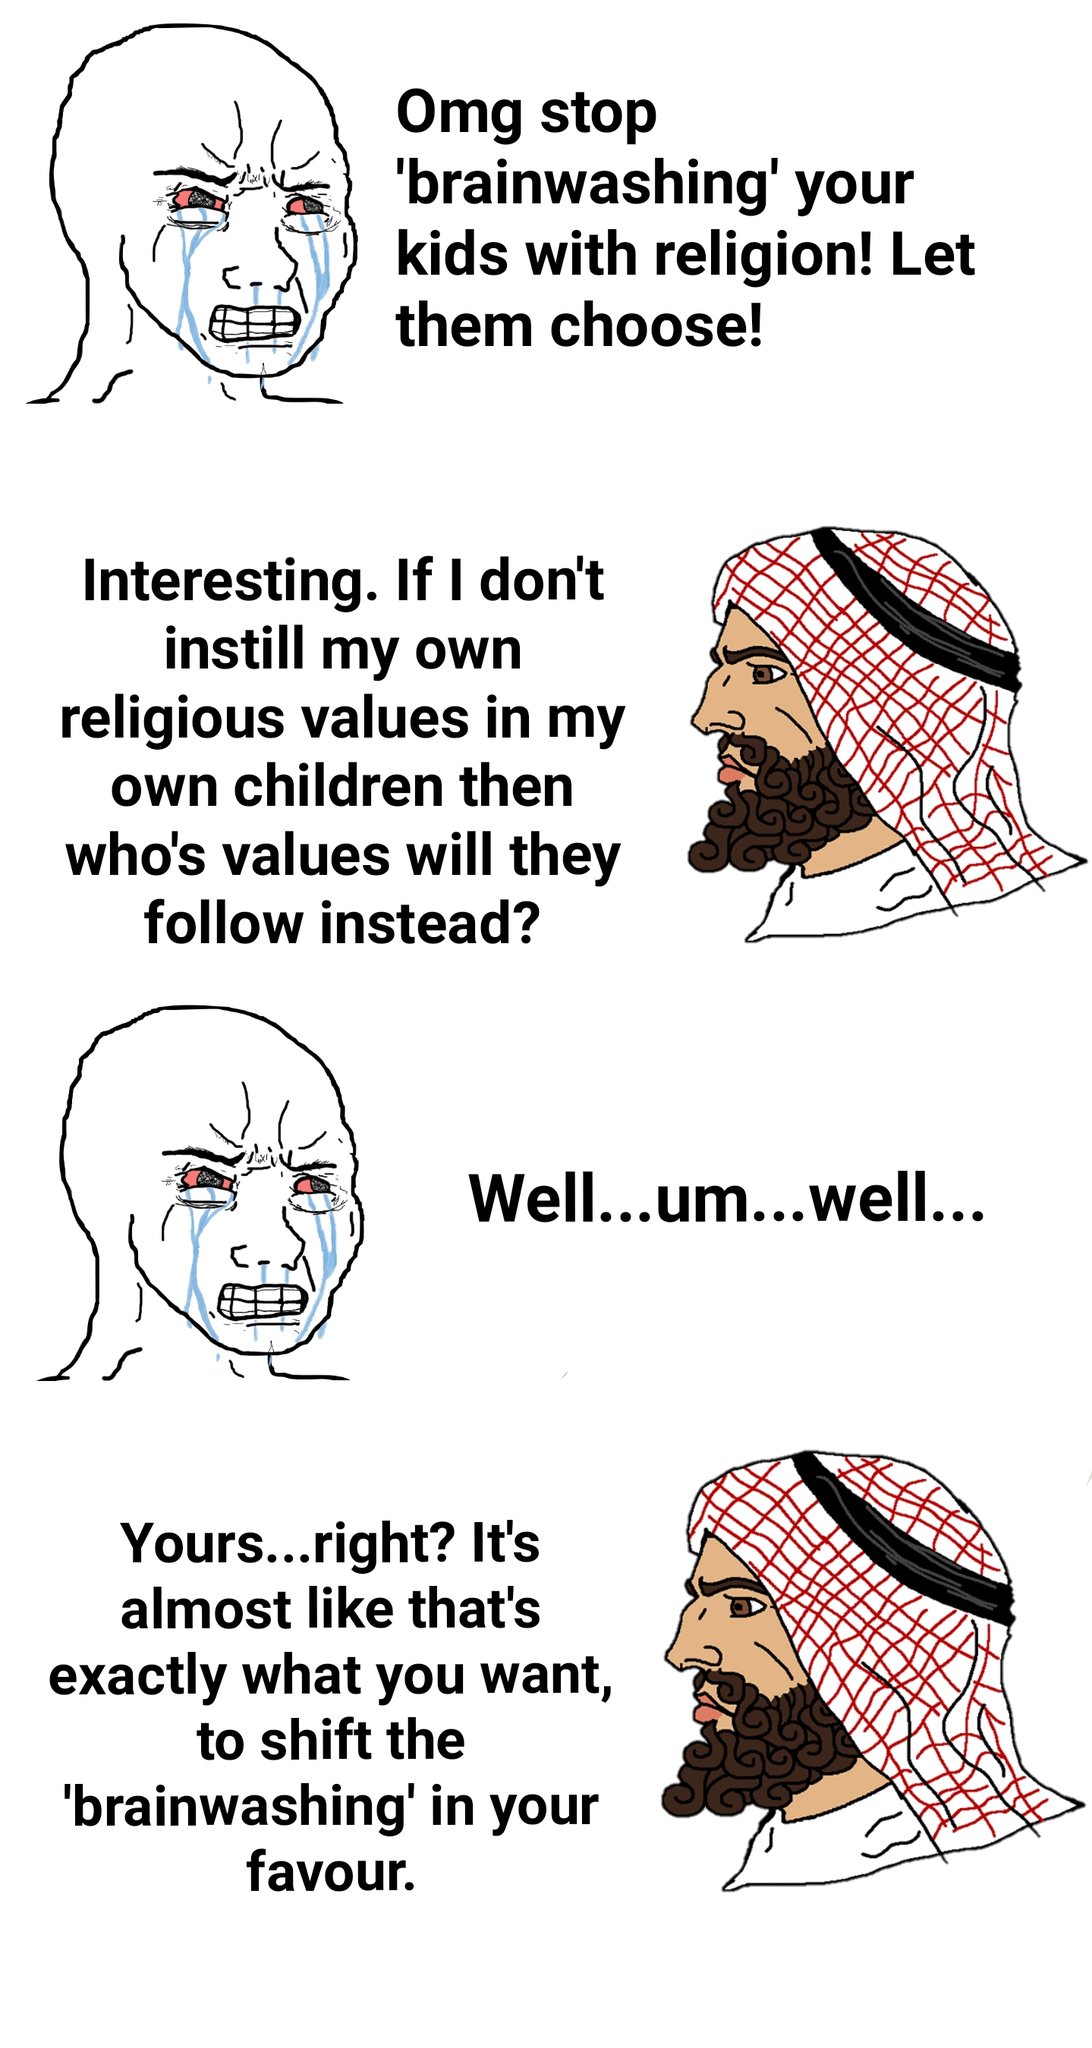 Omg stop
'brainwashing' your
kids with religion! Let
them choose!
Interesting. If I don't
instill my own
religious values in my
own children then
who's values will they
follow instead?
Well...um...well...
Yours...right? It's
almost like that's
exactly what you want,
to shift the
'brainwashing' in your
favour.